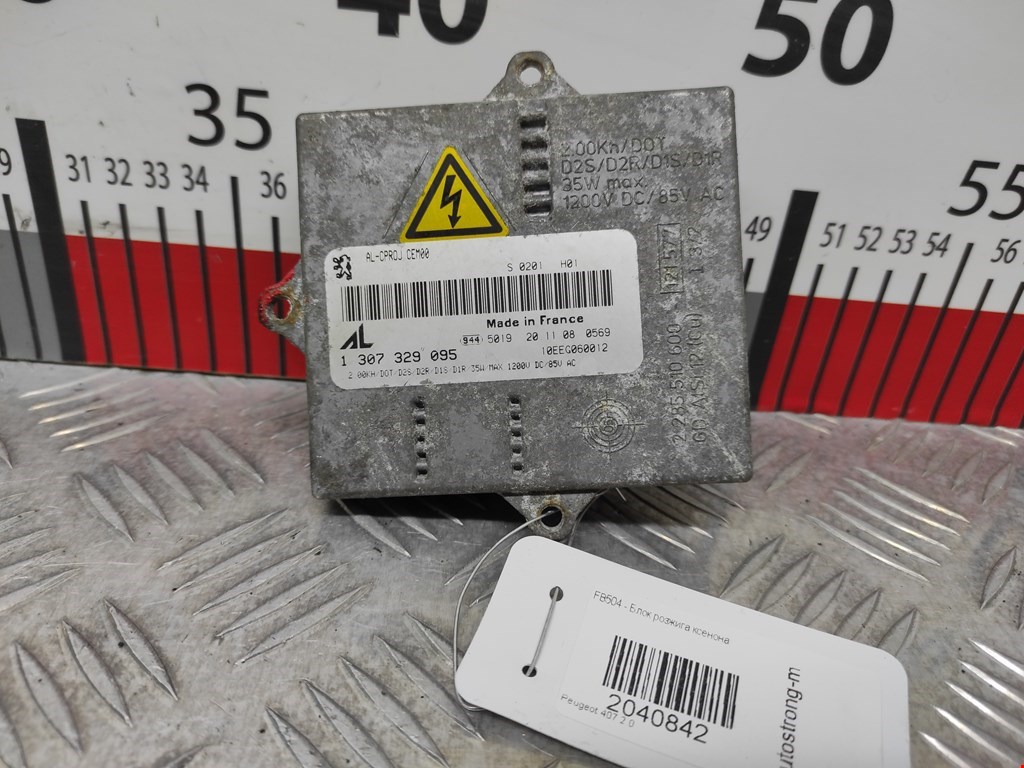 40
50
35
55
31 32 33 34 36
49 51 52 53 54 56
2.00Kh/DOT
D2S/D2R/D1S/D1R
35W max.
1200V DC/85V AC
AL-CPROJ CEM00
S 0201 H01
Made in France
AL
944 5019 20 11 08 0569
1 307 329 095
10EEG060012
2.00KH/DOT/D2S/D2R/D1S/D1R 35W MAX 1200V DC/85V AC
FB504 - Блок розжига ксенона
2040842
Peugeot 407 2.0
utostrong-m